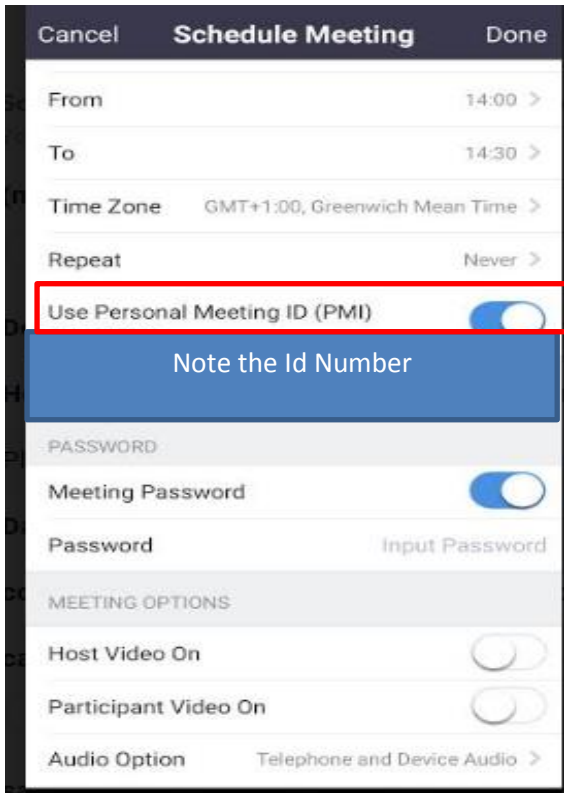 Cancel Schedule Meeting Done
From 14:00 >
To 14:30 >
Time Zone GMT+1:00, Greenwich Mean Time >
Repeat Never >
Use Personal Meeting ID (PMI)
Note the Id Number
PASSWORD
Meeting Password
Password Input Password
MEETING OPTIONS
Host Video On
Participant Video On
Audio Option Telephone and Device Audio >